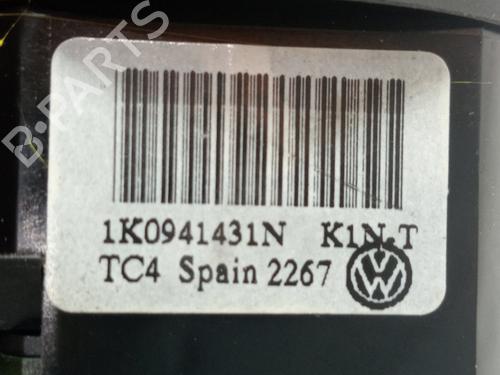 B-PARTS
1K0941431N K1N-T
TC4 Spain 2267